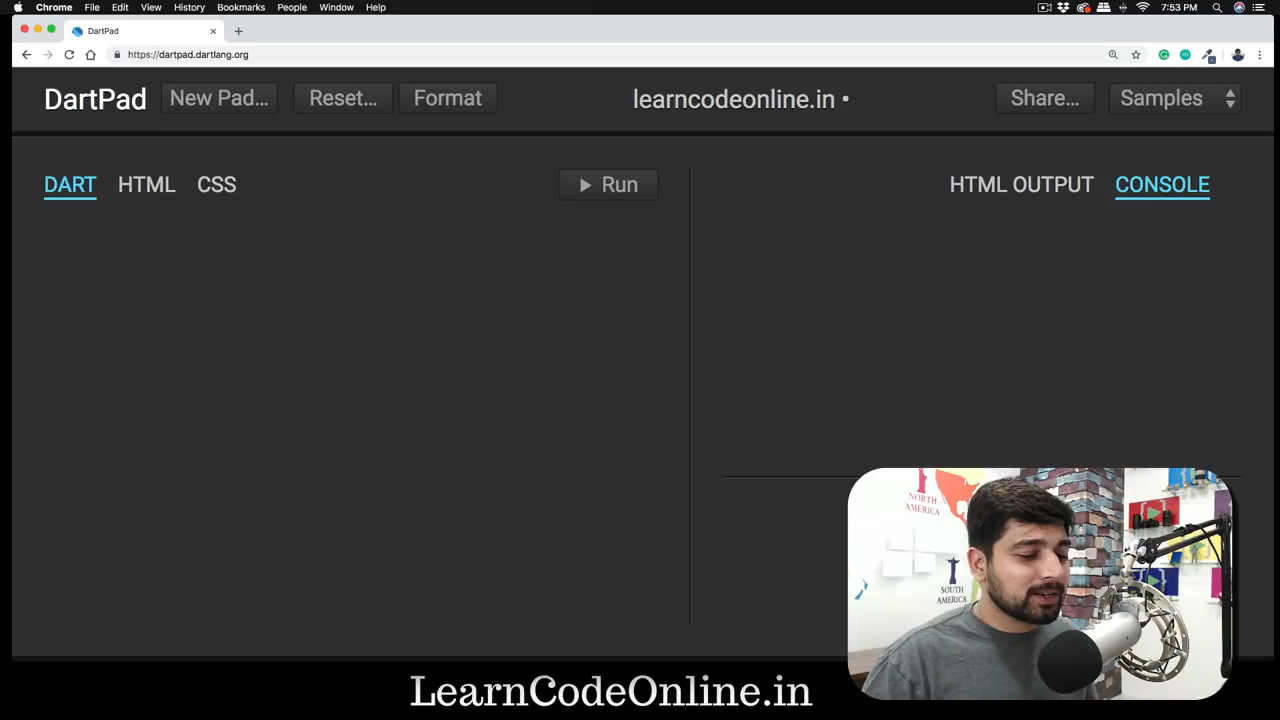 Chrome File Edit View History Bookmarks People Window Help 7:53 PM
DartPad
https://dartpad.dartlang.org
DartPad New Pad... Reset... Format learncodeonline.in • Share... Samples
DART HTML CSS Run HTML OUTPUT CONSOLE
NORTH
AMERICA
SOUTH
AMERICA
LearnCodeOnline.in